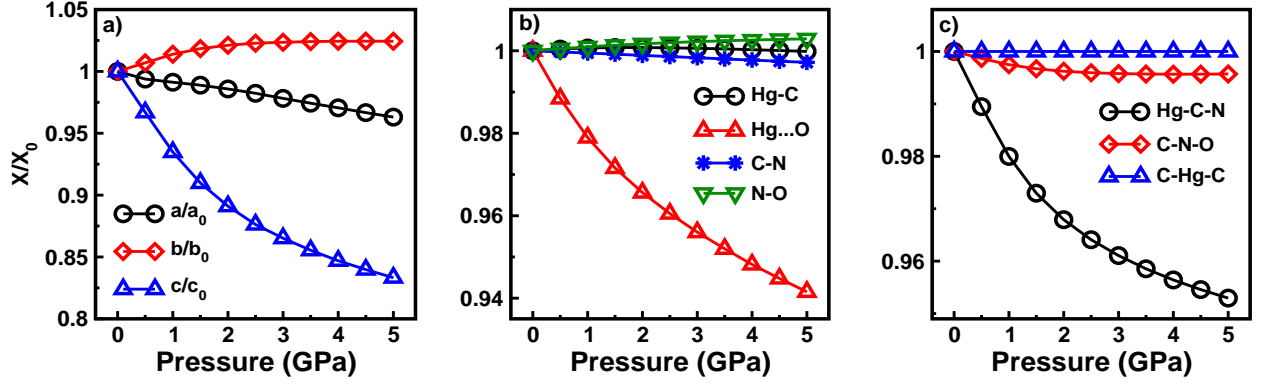 a)
X/X0
1.05
1
0.95
0.9
0.85
0.8
a/a0
b/b0
c/c0
0 1 2 3 4 5
Pressure (GPa)
b)
1
0.98
0.96
0.94
Hg-C
Hg...O
C-N
N-O
0 1 2 3 4 5
Pressure (GPa)
c)
1
0.98
0.96
Hg-C-N
C-N-O
C-Hg-C
0 1 2 3 4 5
Pressure (GPa)